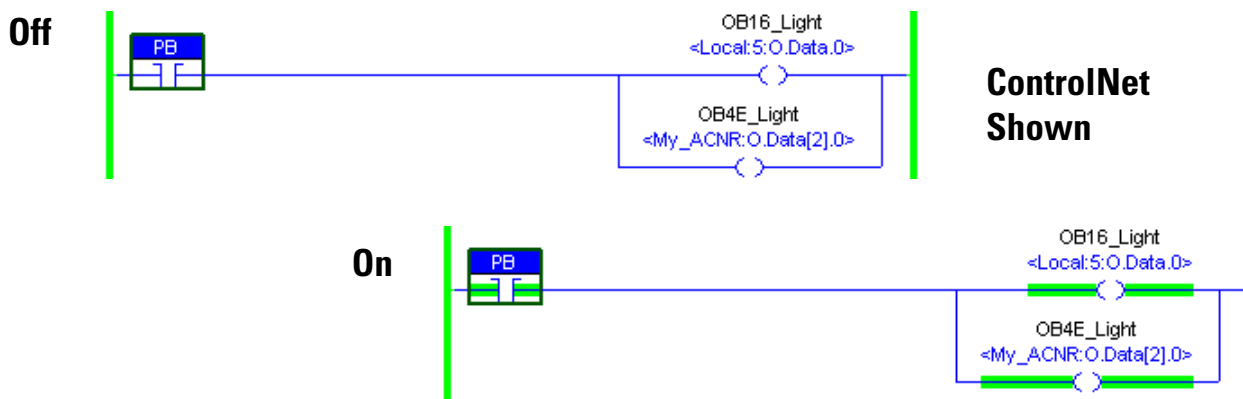 Off
PB
OB16_Light
<Local:5:O.Data.0>
OB4E_Light
<My_ACNR:O.Data[2].0>
ControlNet
Shown
On
PB
OB16_Light
<Local:5:O.Data.0>
OB4E_Light
<My_ACNR:O.Data[2].0>